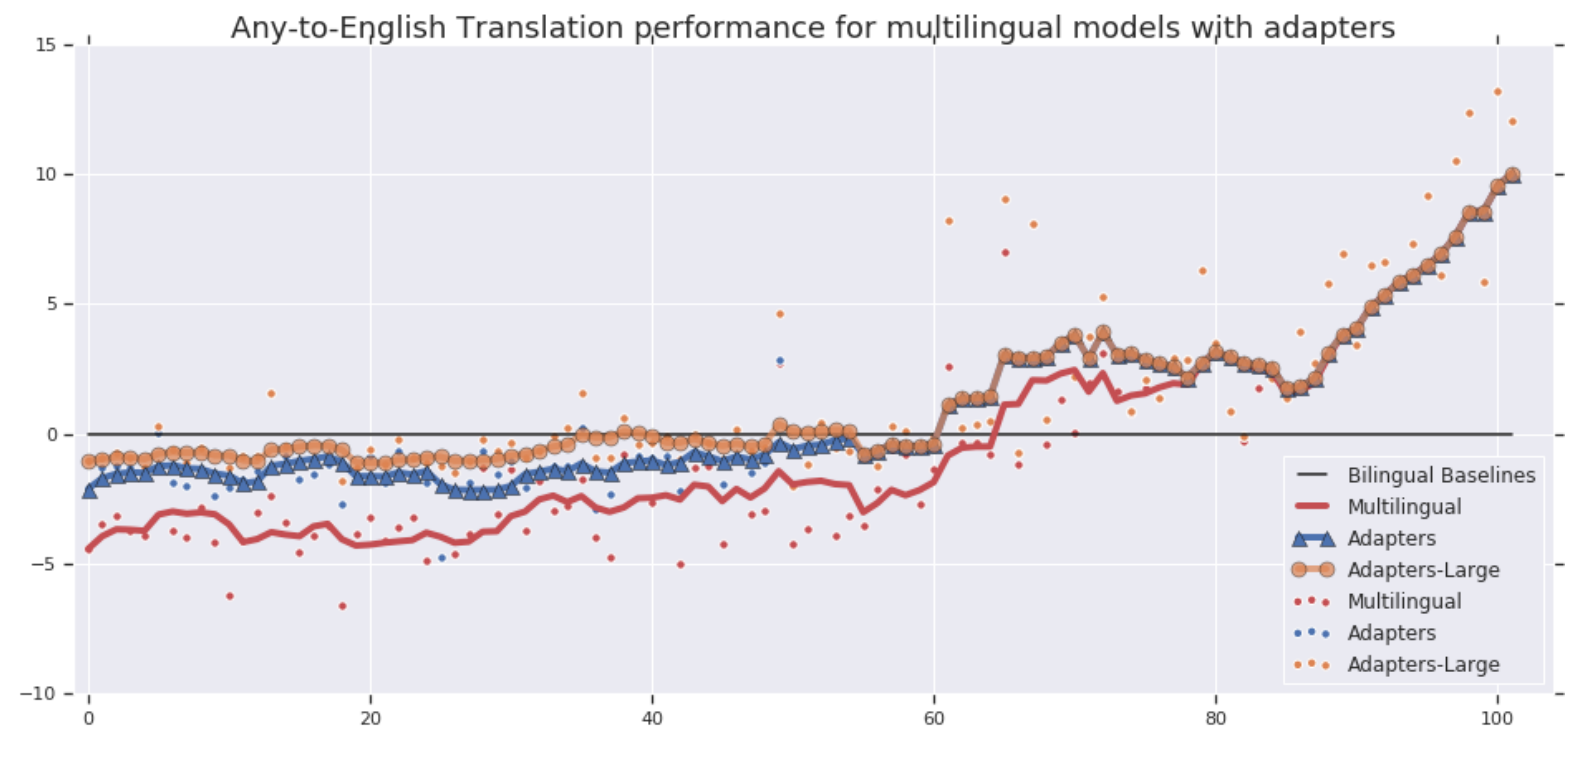 Any-to-English Translation performance for multilingual models with adapters
15
10
5
0
−5
−10
0
20
40
60
80
100
Bilingual Baselines
Multilingual
Adapters
Adapters-Large
Multilingual
Adapters
Adapters-Large